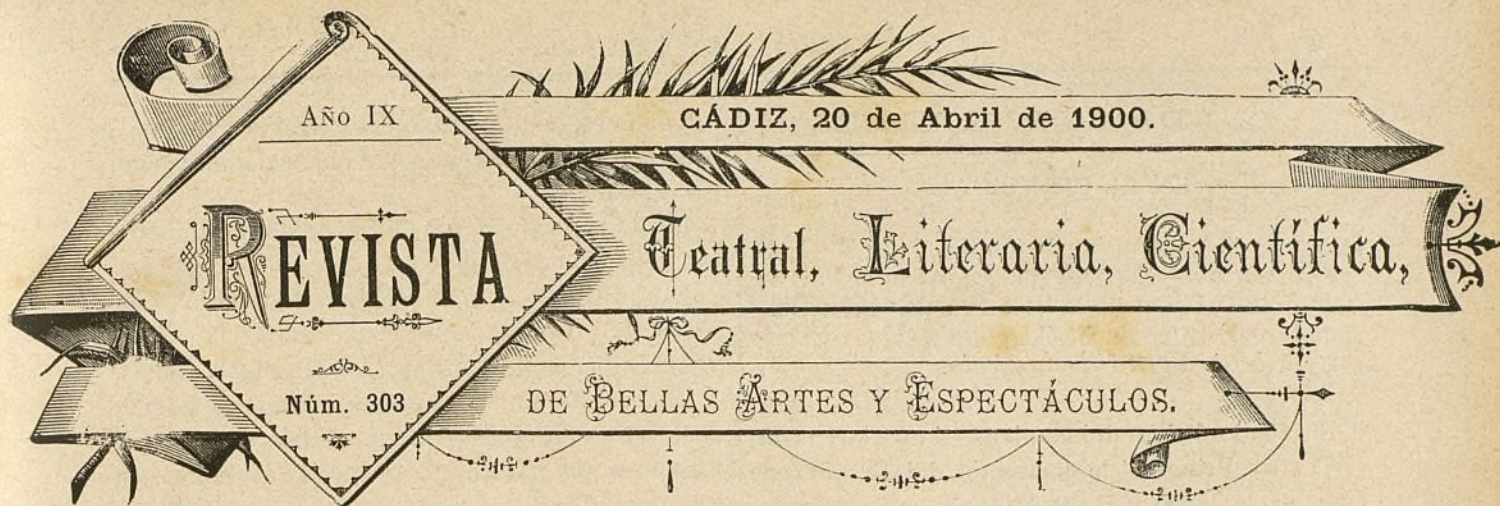 Año IX
CÁDIZ, 20 de Abril de 1900.
REVISTA
Teatral, Literaria, Científica,
Núm. 303
DE BELLAS ARTES Y ESPECTÁCULOS.